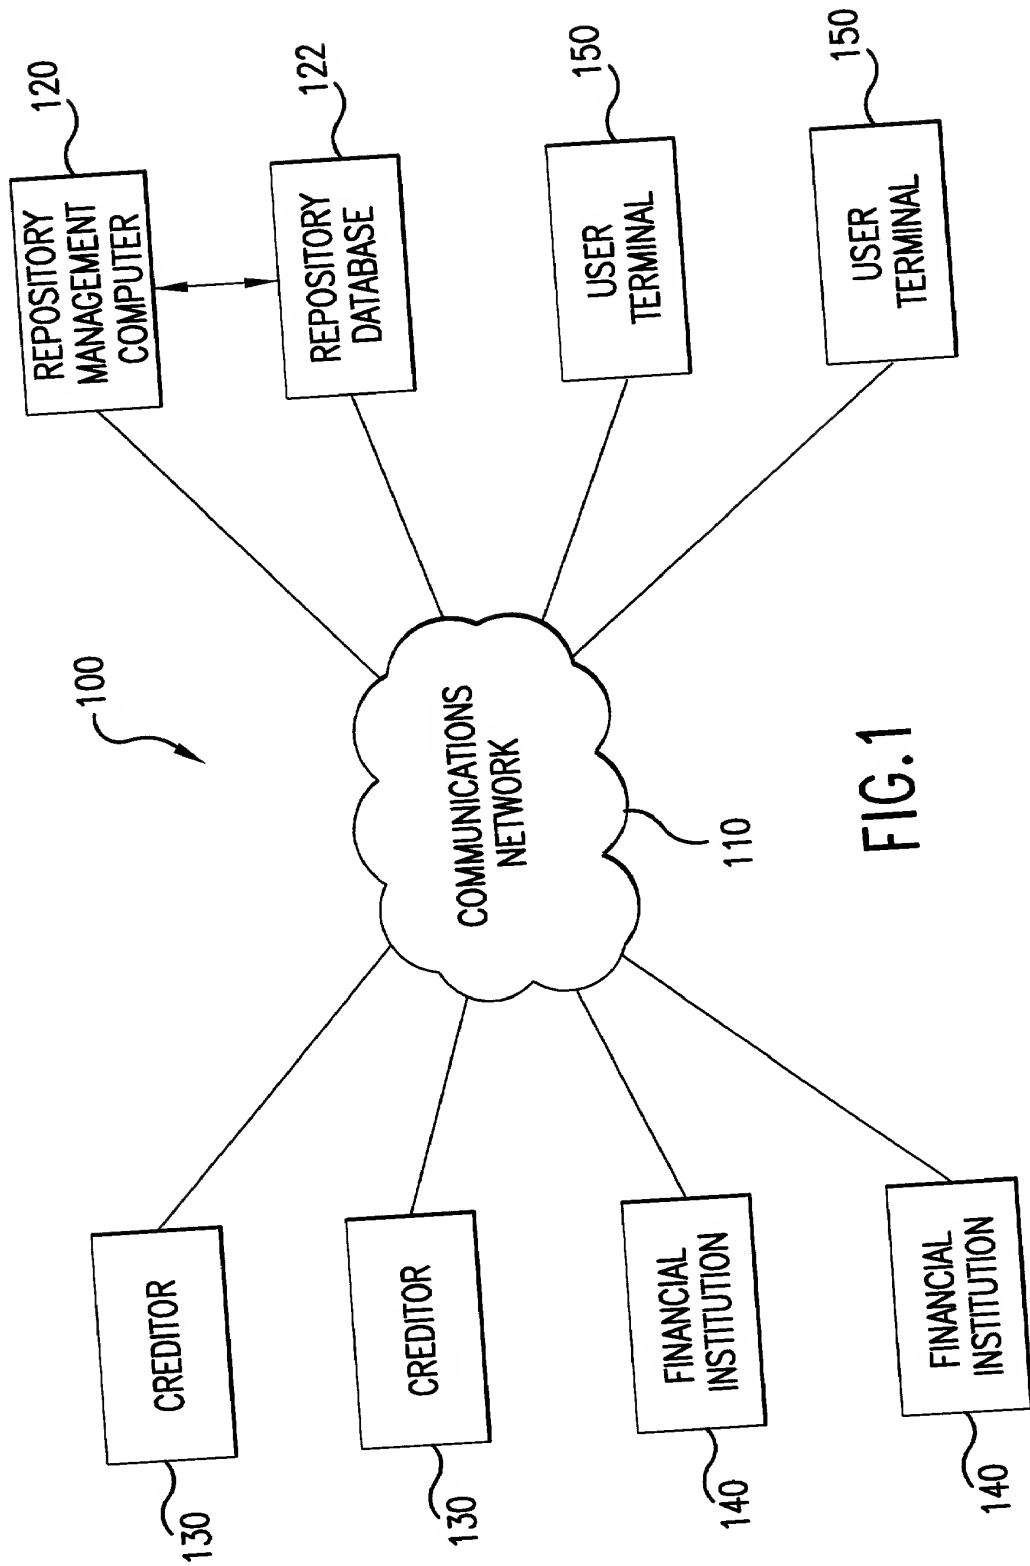 100
120
REPOSITORY
MANAGEMENT
COMPUTER
122
REPOSITORY
DATABASE
150
USER
TERMINAL
150
USER
TERMINAL
COMMUNICATIONS
NETWORK
110
130
CREDITOR
130
CREDITOR
140
FINANCIAL
INSTITUTION
140
FINANCIAL
INSTITUTION
FIG.1